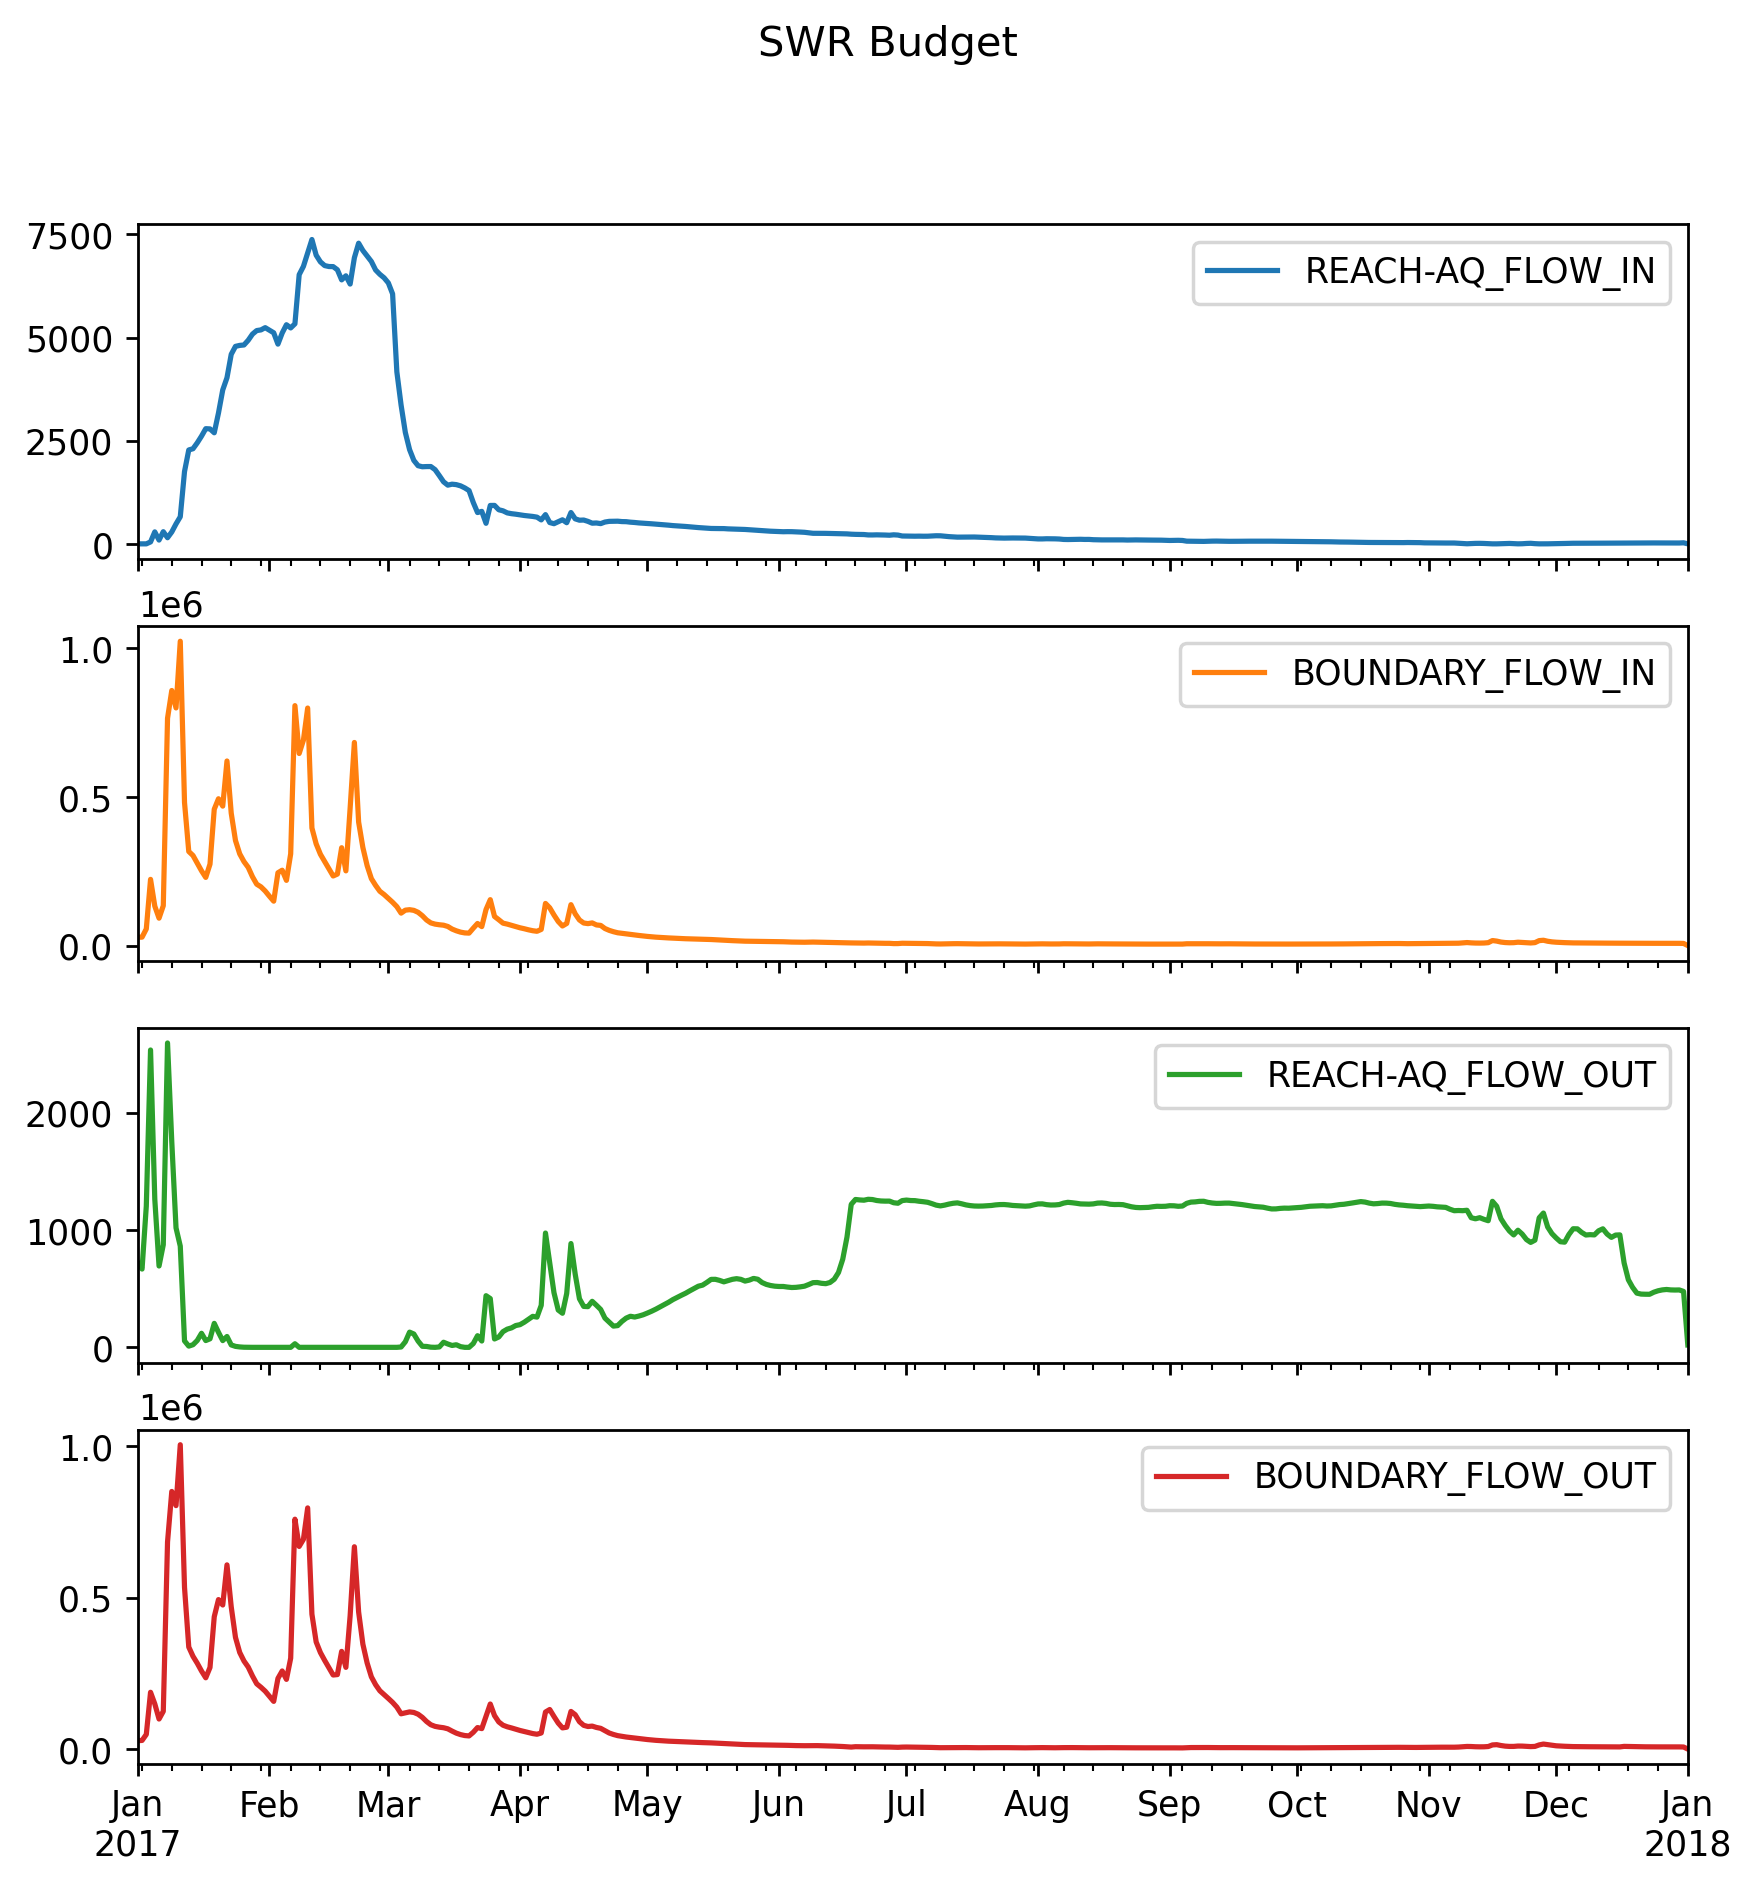 SWR Budget
7500
5000
2500
0
REACH-AQ_FLOW_IN
1e6
1.0
0.5
0.0
BOUNDARY_FLOW_IN
2000
1000
0
REACH-AQ_FLOW_OUT
1e6
1.0
0.5
0.0
BOUNDARY_FLOW_OUT
Jan Feb Mar Apr May Jun Jul Aug Sep Oct Nov Dec Jan
2017 2018